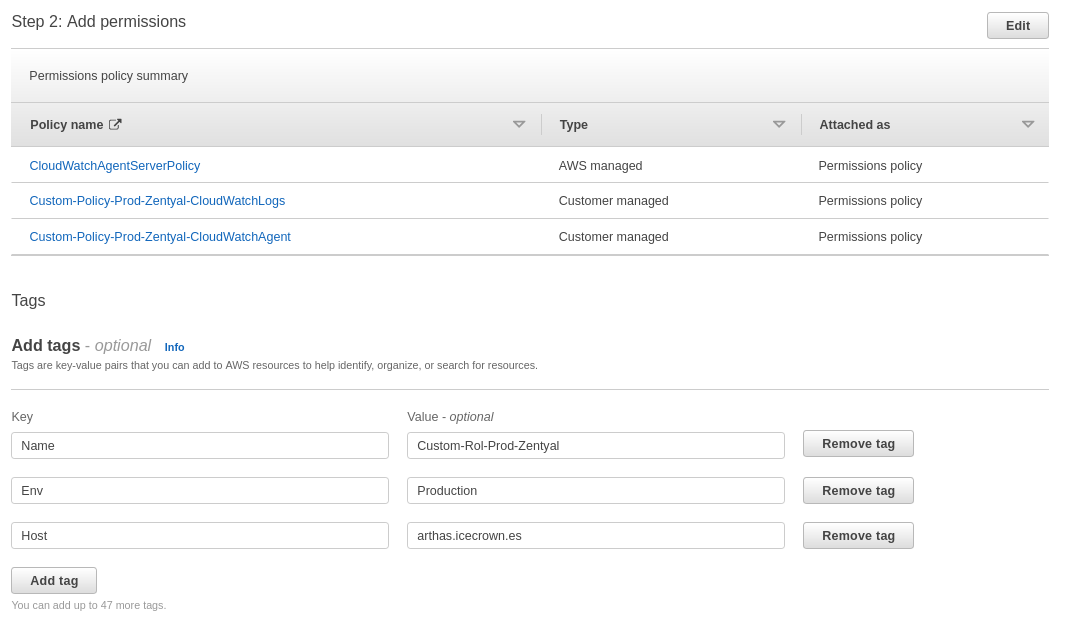 Step 2: Add permissions
Edit
Permissions policy summary
Policy name Type Attached as
CloudWatchAgentServerPolicy AWS managed Permissions policy
Custom-Policy-Prod-Zentyal-CloudWatchLogs Customer managed Permissions policy
Custom-Policy-Prod-Zentyal-CloudWatchAgent Customer managed Permissions policy
Tags
Add tags - optional Info
Tags are key-value pairs that you can add to AWS resources to help identify, organize, or search for resources.
Key Value - optional
Name Custom-Rol-Prod-Zentyal Remove tag
Env Production Remove tag
Host arthas.icecrown.es Remove tag
Add tag
You can add up to 47 more tags.